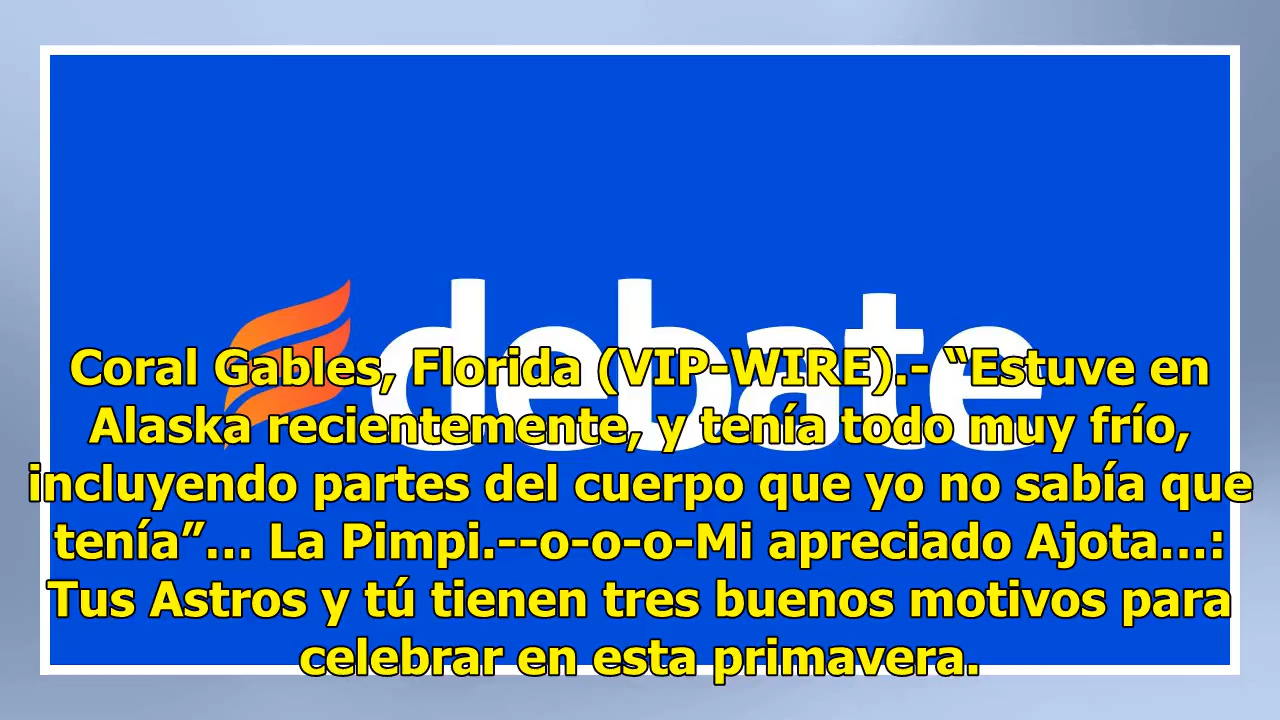 debate
Coral Gables, Florida (VIP-WIRE).- “Estuve en
Alaska recientemente, y tenía todo muy frío,
incluyendo partes del cuerpo que yo no sabía que
tenía”... La Pimpi.--o-o-o-Mi apreciado Ajota...:
Tus Astros y tú tienen tres buenos motivos para
celebrar en esta primavera.